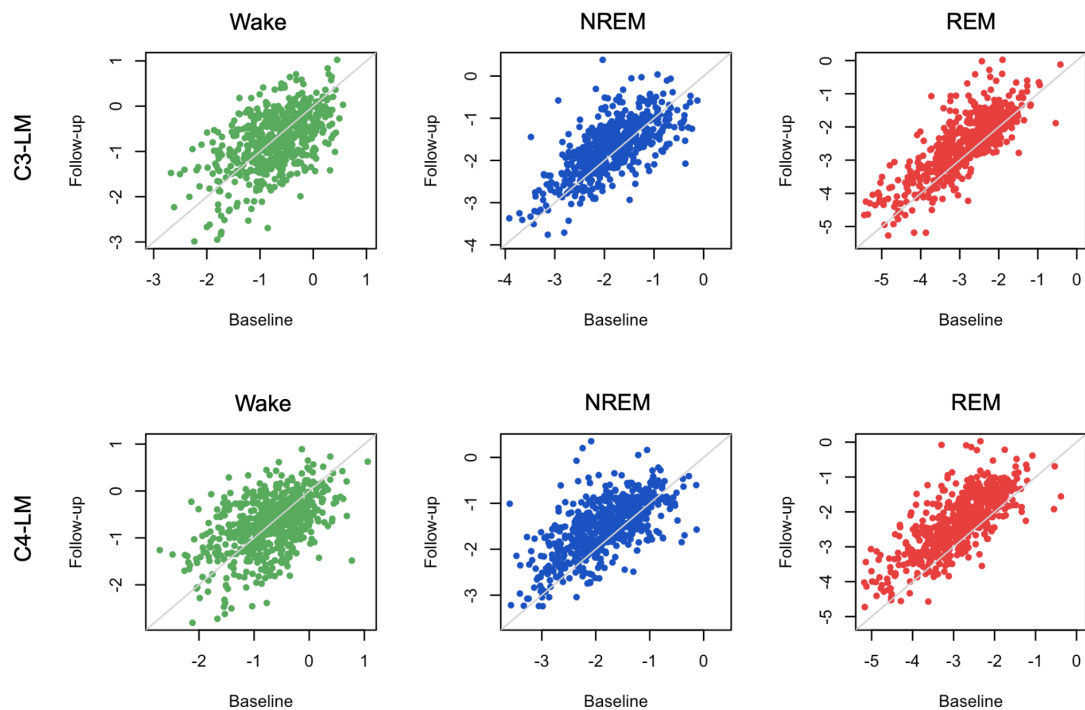 Wake NREM REM
C3-LM
Follow-up
1
0
-1
-2
-3
-3 -2 -1 0 1
Baseline
Follow-up
0
-1
-2
-3
-4
-4 -3 -2 -1 0
Baseline
Follow-up
0
-1
-2
-3
-4
-5
-5 -4 -3 -2 -1 0
Baseline
Wake NREM REM
C4-LM
Follow-up
1
0
-1
-2
-2 -1 0 1
Baseline
Follow-up
0
-1
-2
-3
-3 -2 -1 0
Baseline
Follow-up
0
-1
-2
-3
-4
-5
-5 -4 -3 -2 -1 0
Baseline